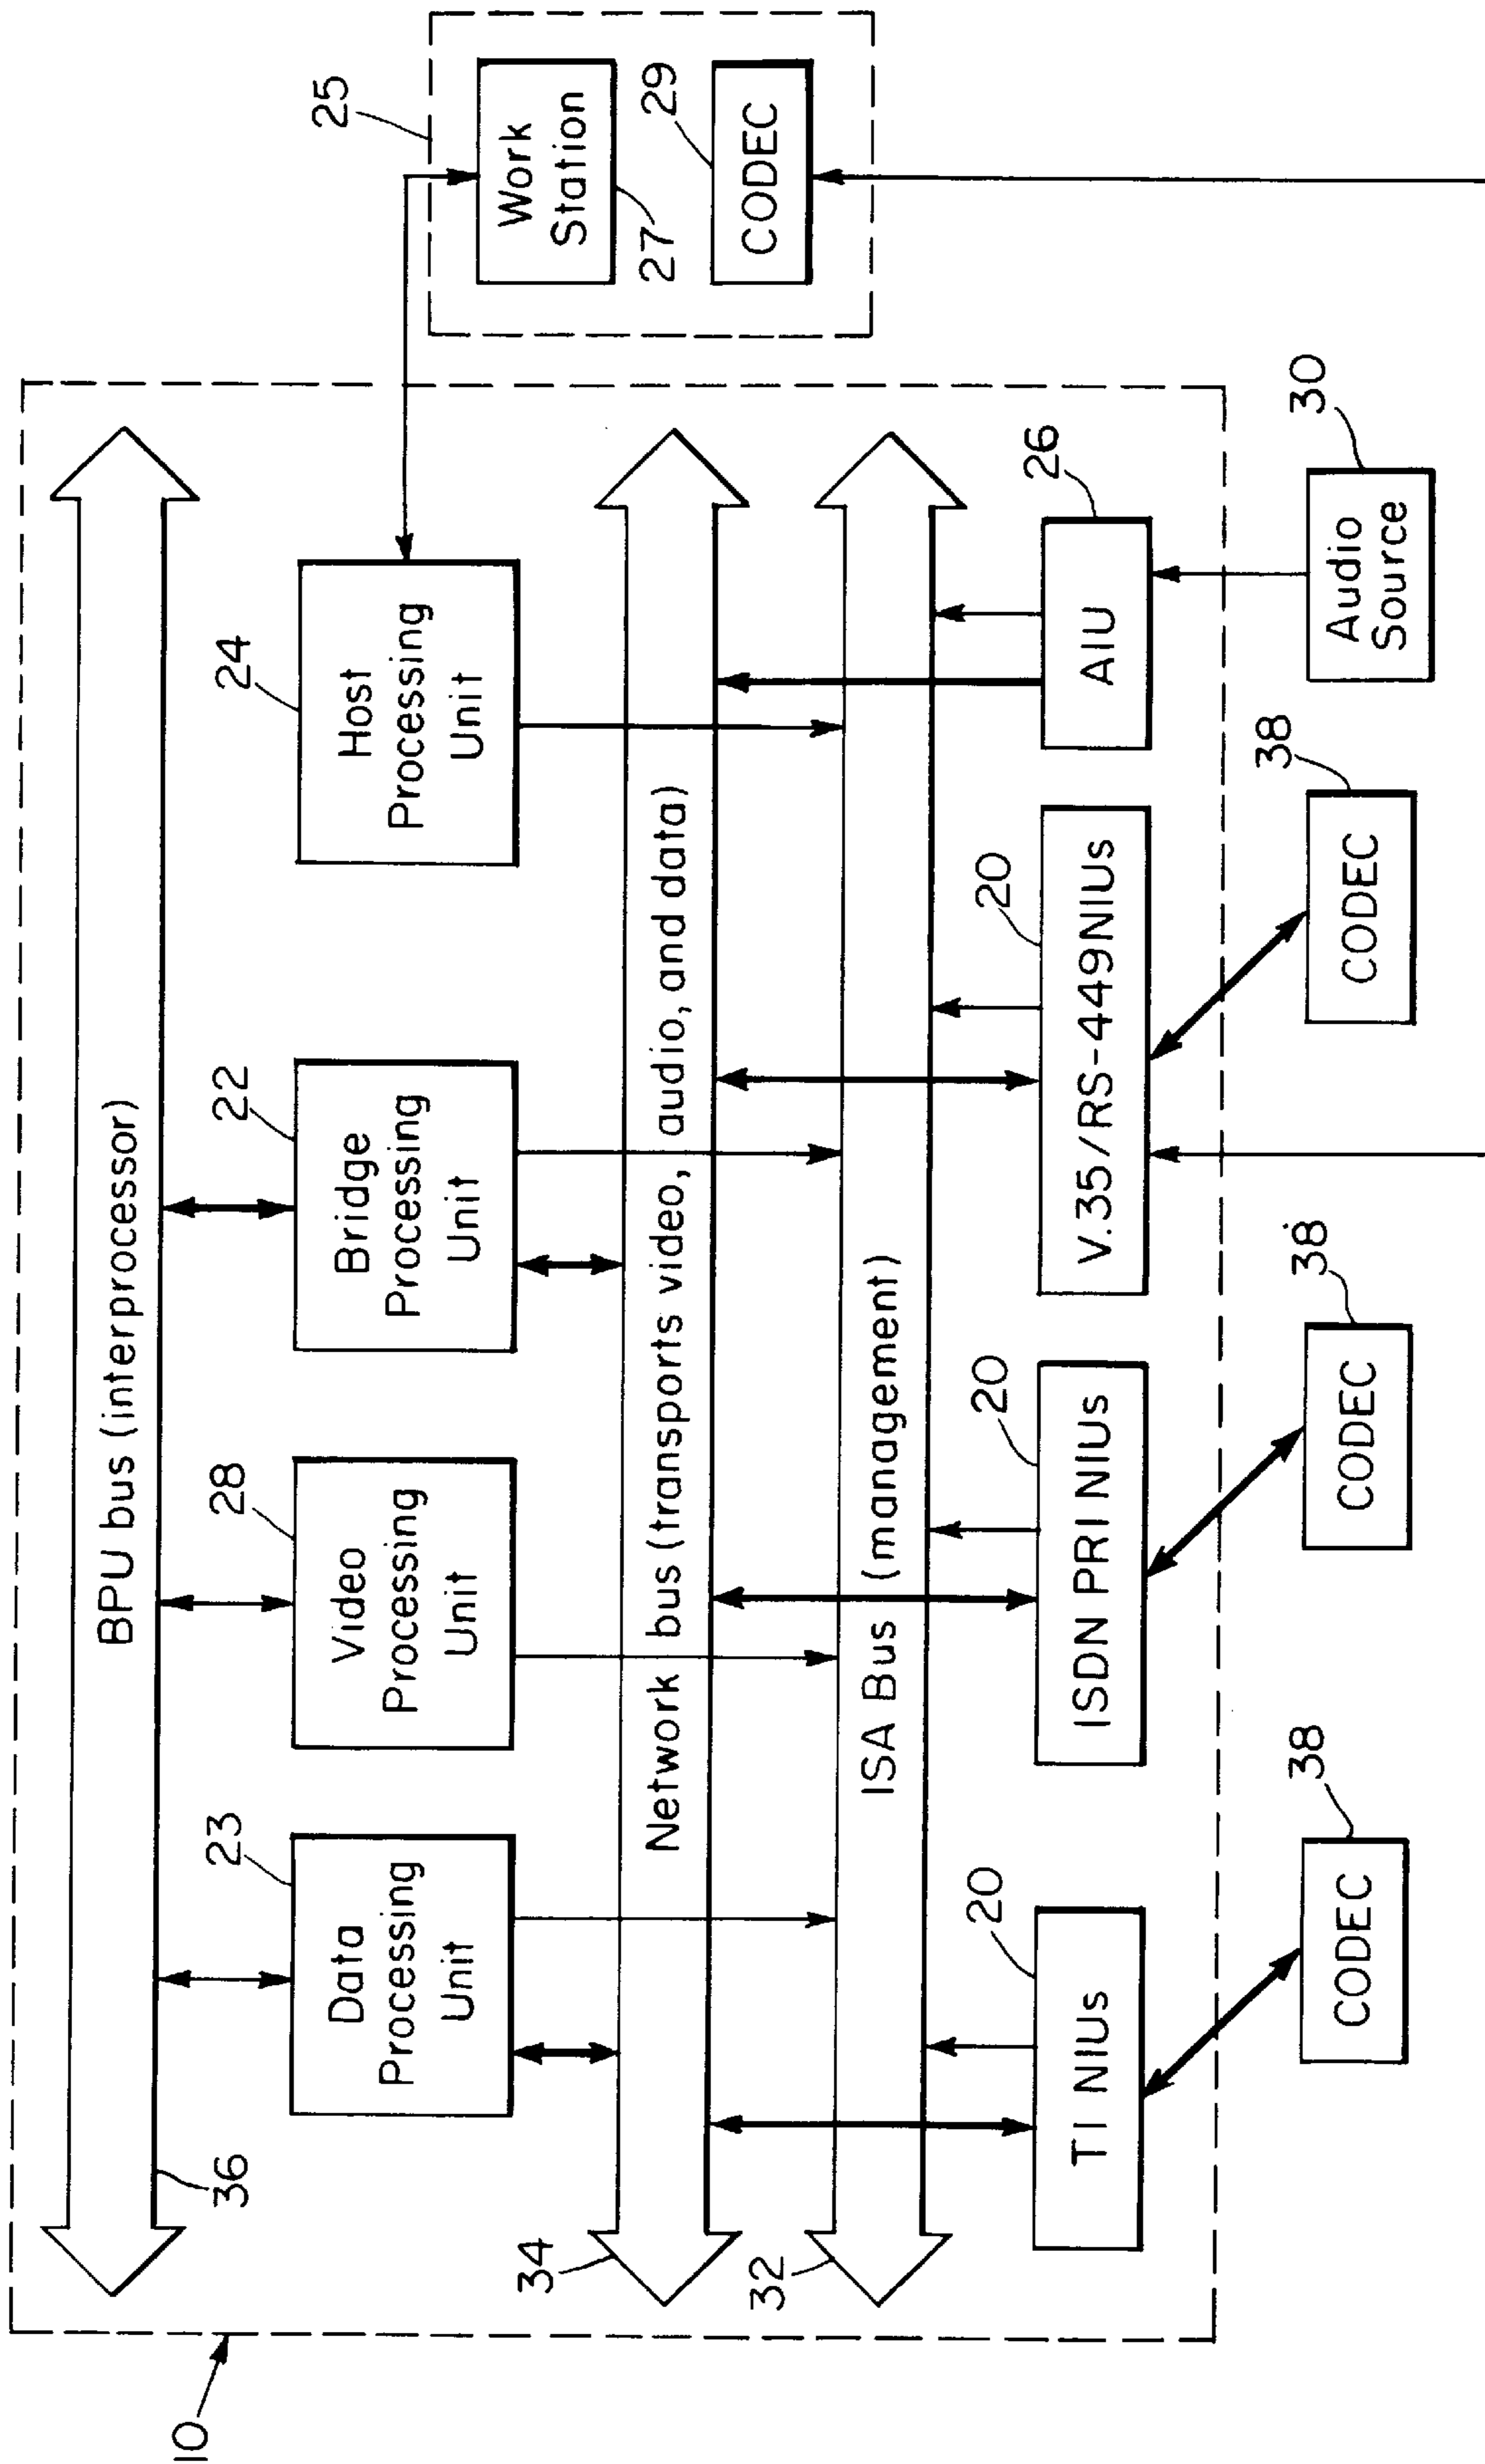 10
36
BPU bus (interprocessor)
23
Data
Processing
Unit
28
Video
Processing
Unit
22
Bridge
Processing
Unit
24
Host
Processing
Unit
25
Work
Station
27
29
CODEC
34
Network bus (transports video, audio, and data)
32
ISA Bus (management)
20
T1 NIUs
20
ISDN PRI NIUs
20
V.35/RS-449NIUs
26
AIU
38
CODEC
38
CODEC
38
CODEC
30
Audio
Source